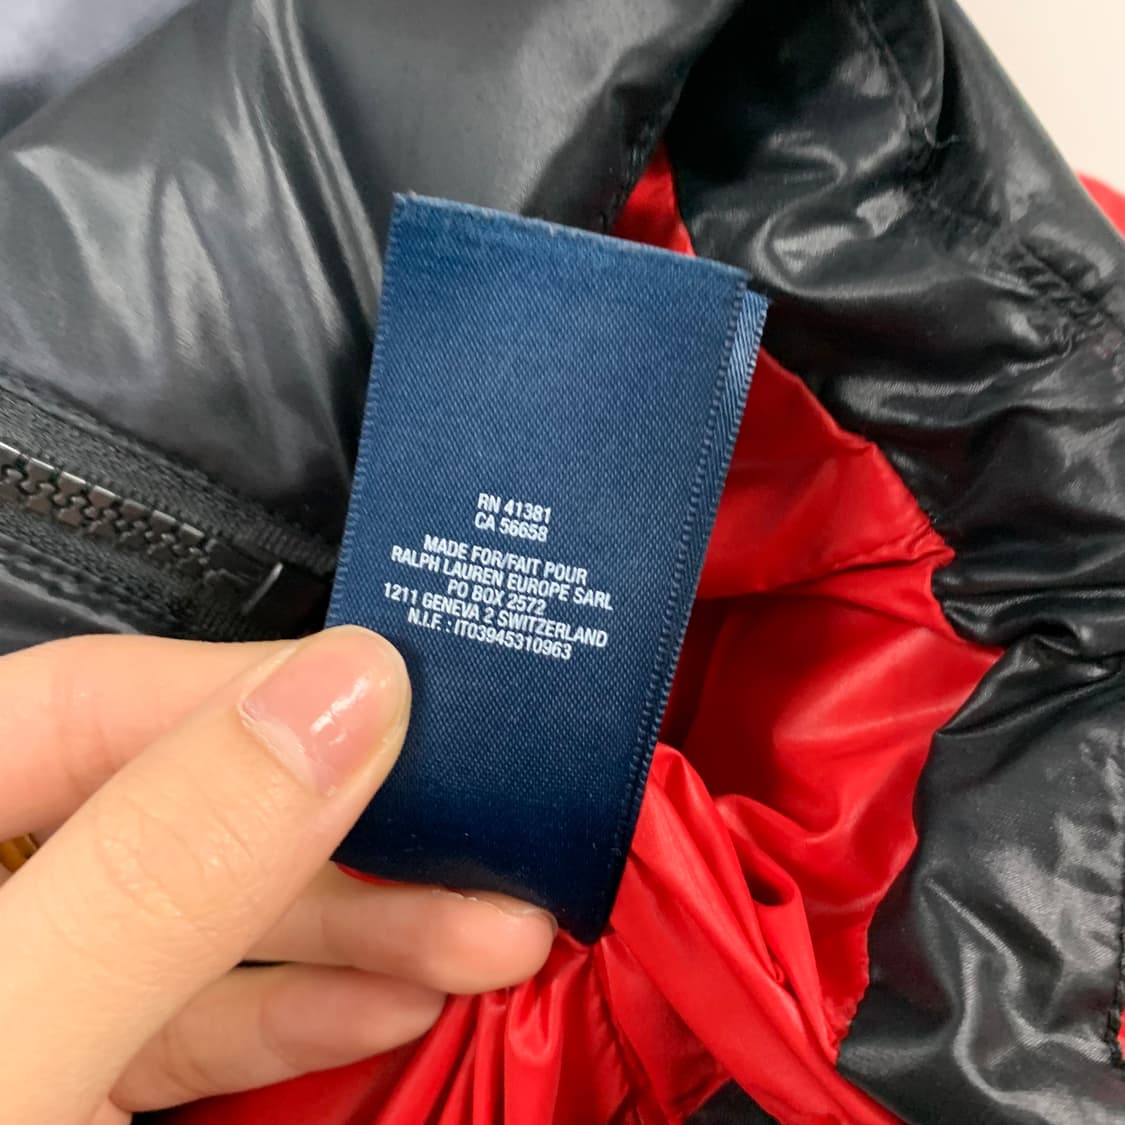 RN 41381
CA 56658
MADE FOR/FAIT POUR
RALPH LAUREN EUROPE SARL
PO BOX 2572
1211 GENEVA 2 SWITZERLAND
N.I.F. : IT03945310963